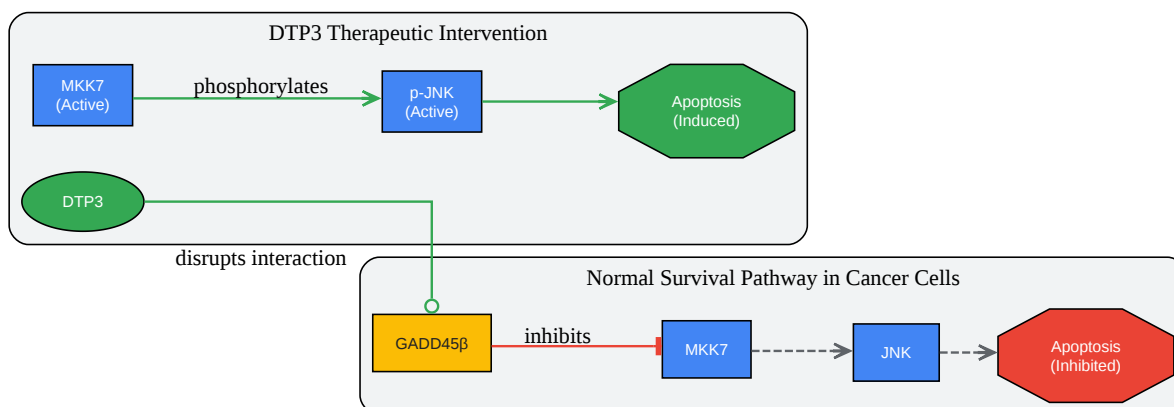 DTP3 Therapeutic Intervention
MKK7
(Active)
phosphorylates
p-JNK
(Active)
Apoptosis
(Induced)
DTP3
disrupts interaction
Normal Survival Pathway in Cancer Cells
GADD45β
inhibits
MKK7
JNK
Apoptosis
(Inhibited)